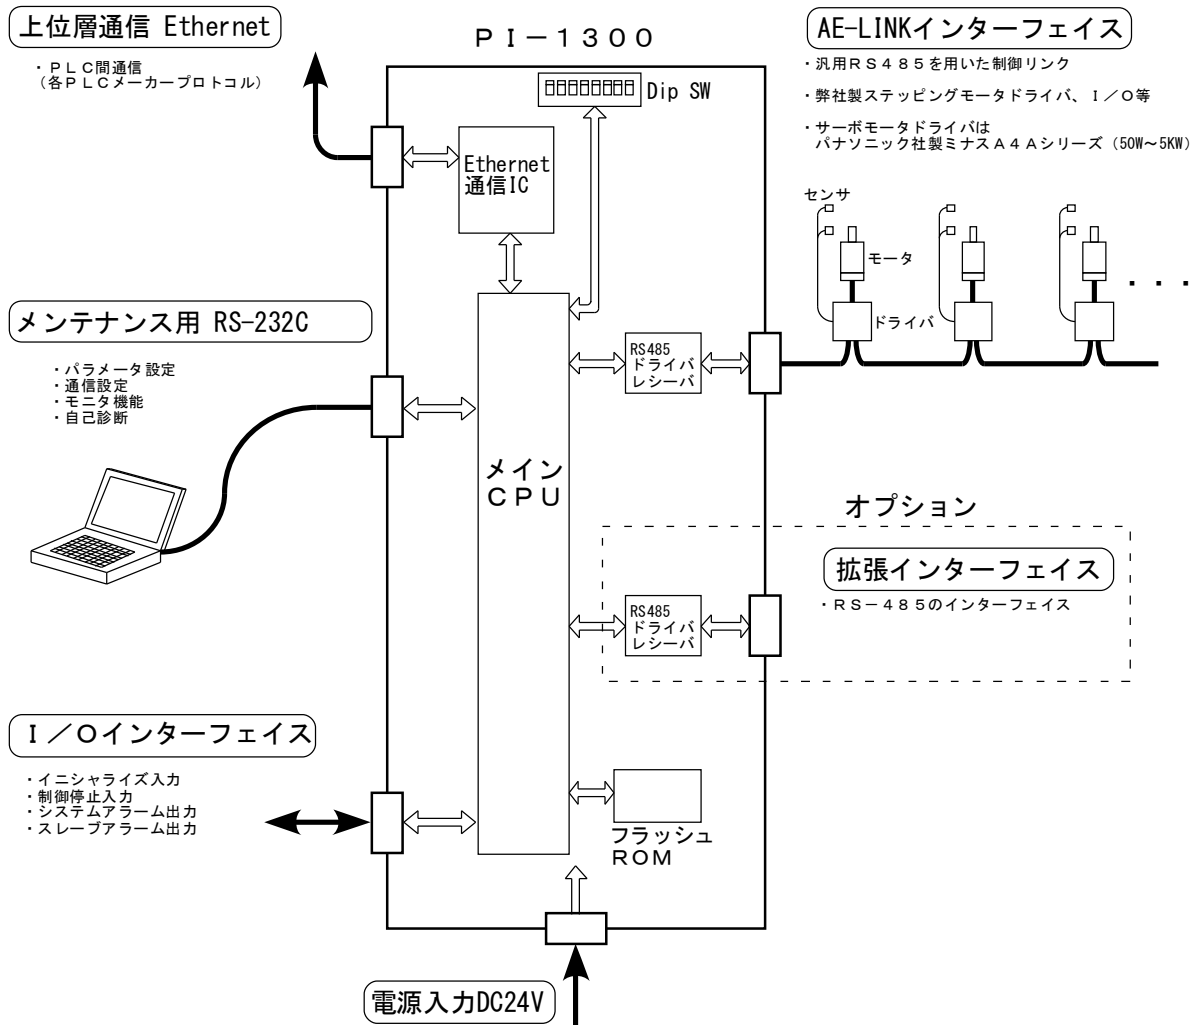 上位層通信 Ethernet
・ＰＬＣ間通信
（各ＰＬＣメーカープロトコル）
ＰＩ－１３００
Dip SW
Ethernet
通信IC
AE-LINKインターフェイス
・汎用ＲＳ４８５を用いた制御リンク
・弊社製ステッピングモータドライバ、Ｉ／Ｏ等
・サーボモータドライバは
パナソニック社製ミナスＡ４Ａシリーズ（50W～5KW）
センサ
モータ
ドライバ
・・・
メンテナンス用 RS-232C
・パラメータ設定
・通信設定
・モニタ機能
・自己診断
RS485
ドライバ
レシーバ
メイン
ＣＰＵ
オプション
拡張インターフェイス
・ＲＳ－４８５のインターフェイス
RS485
ドライバ
レシーバ
Ｉ／Ｏインターフェイス
・イニシャライズ入力
・制御停止入力
・システムアラーム出力
・スレーブアラーム出力
フラッシュ
ＲＯＭ
電源入力DC24V